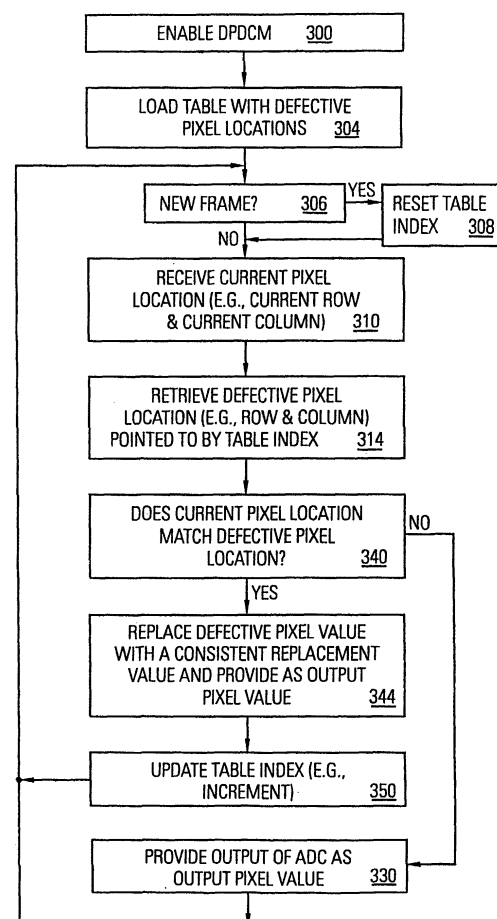 ENABLE DPDCM 300
LOAD TABLE WITH DEFECTIVE
PIXEL LOCATIONS 304
NEW FRAME? 306
YES
RESET TABLE
INDEX 308
NO
RECEIVE CURRENT PIXEL
LOCATION (E.G., CURRENT ROW
& CURRENT COLUMN) 310
RETRIEVE DEFECTIVE PIXEL
LOCATION (E.G., ROW & COLUMN)
POINTED TO BY TABLE INDEX 314
DOES CURRENT PIXEL LOCATION
MATCH DEFECTIVE PIXEL
LOCATION? 340
NO
YES
REPLACE DEFECTIVE PIXEL VALUE
WITH A CONSISTENT REPLACEMENT
VALUE AND PROVIDE AS OUTPUT
PIXEL VALUE 344
UPDATE TABLE INDEX (E.G.,
INCREMENT) 350
PROVIDE OUTPUT OF ADC AS
OUTPUT PIXEL VALUE 330